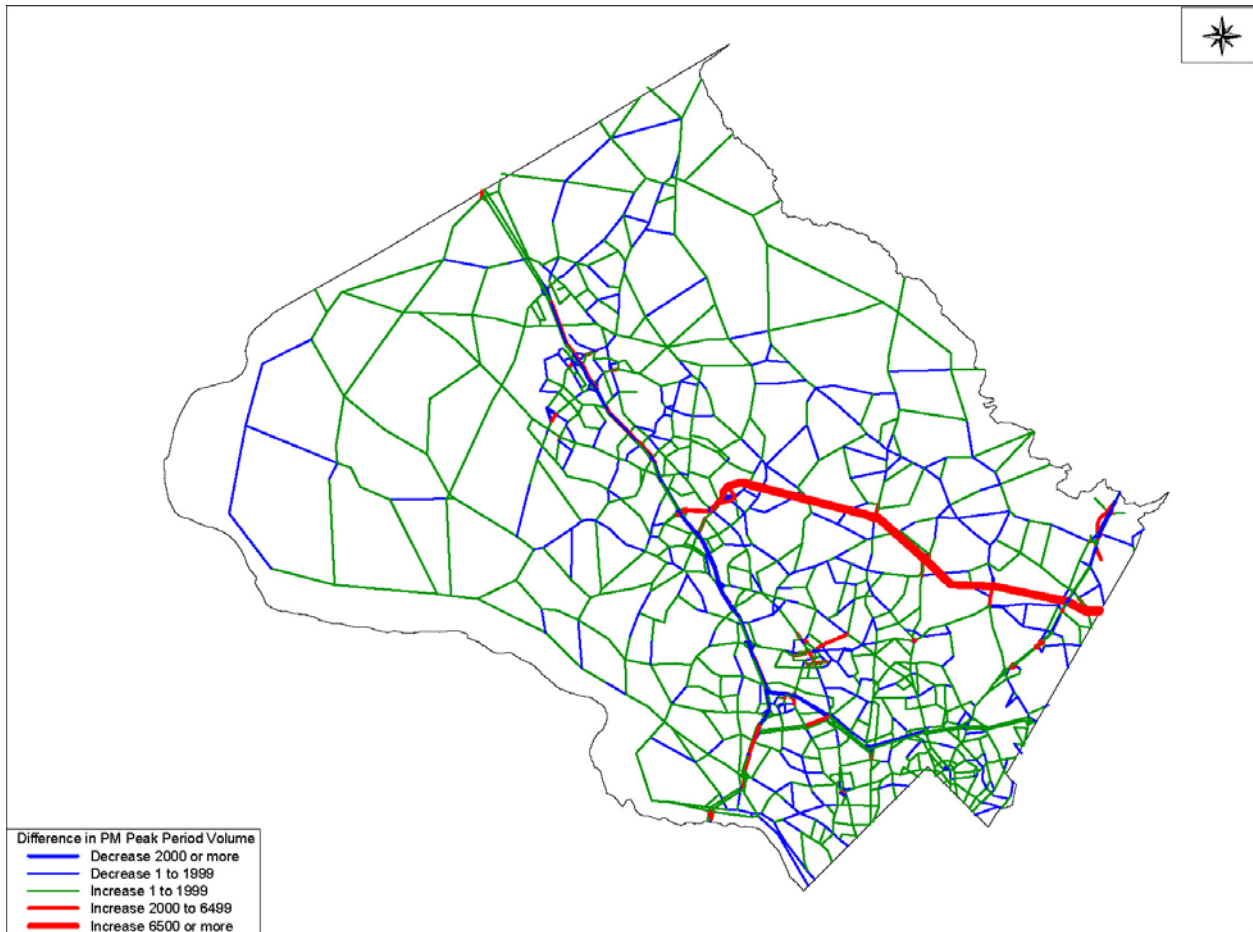 Difference in PM Peak Period Volume
Decrease 2000 or more
Decrease 1 to 1999
Increase 1 to 1999
Increase 2000 to 6499
Increase 6500 or more